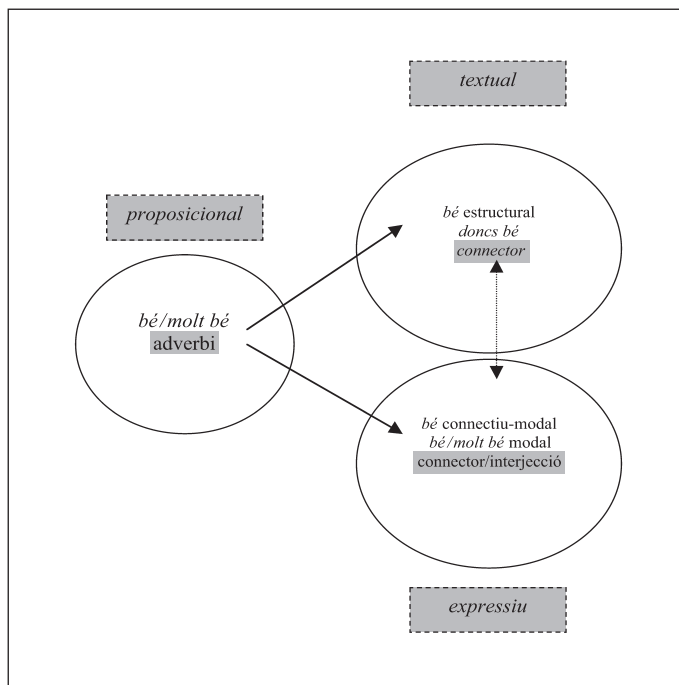 textual
proposicional
bé estructural
doncs bé
connector
bé/molt bé
adverbi
bé connectiu-modal
bé/molt bé modal
connector/interjecció
expressiu